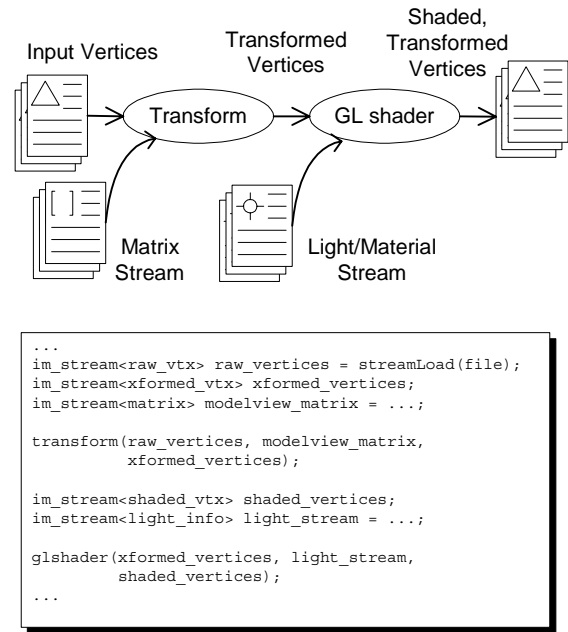 Input Vertices
Transformed
Vertices
Shaded,
Transformed
Vertices
Transform
GL shader
[ ]
Matrix
Stream
Light/Material
Stream
...
im_stream<raw_vtx> raw_vertices = streamLoad(file);
im_stream<xformed_vtx> xformed_vertices;
im_stream<matrix> modelview_matrix = ...;
transform(raw_vertices, modelview_matrix,
xformed_vertices);
im_stream<shaded_vtx> shaded_vertices;
im_stream<light_info> light_stream = ...;
glshader(xformed_vertices, light_stream,
shaded_vertices);
...